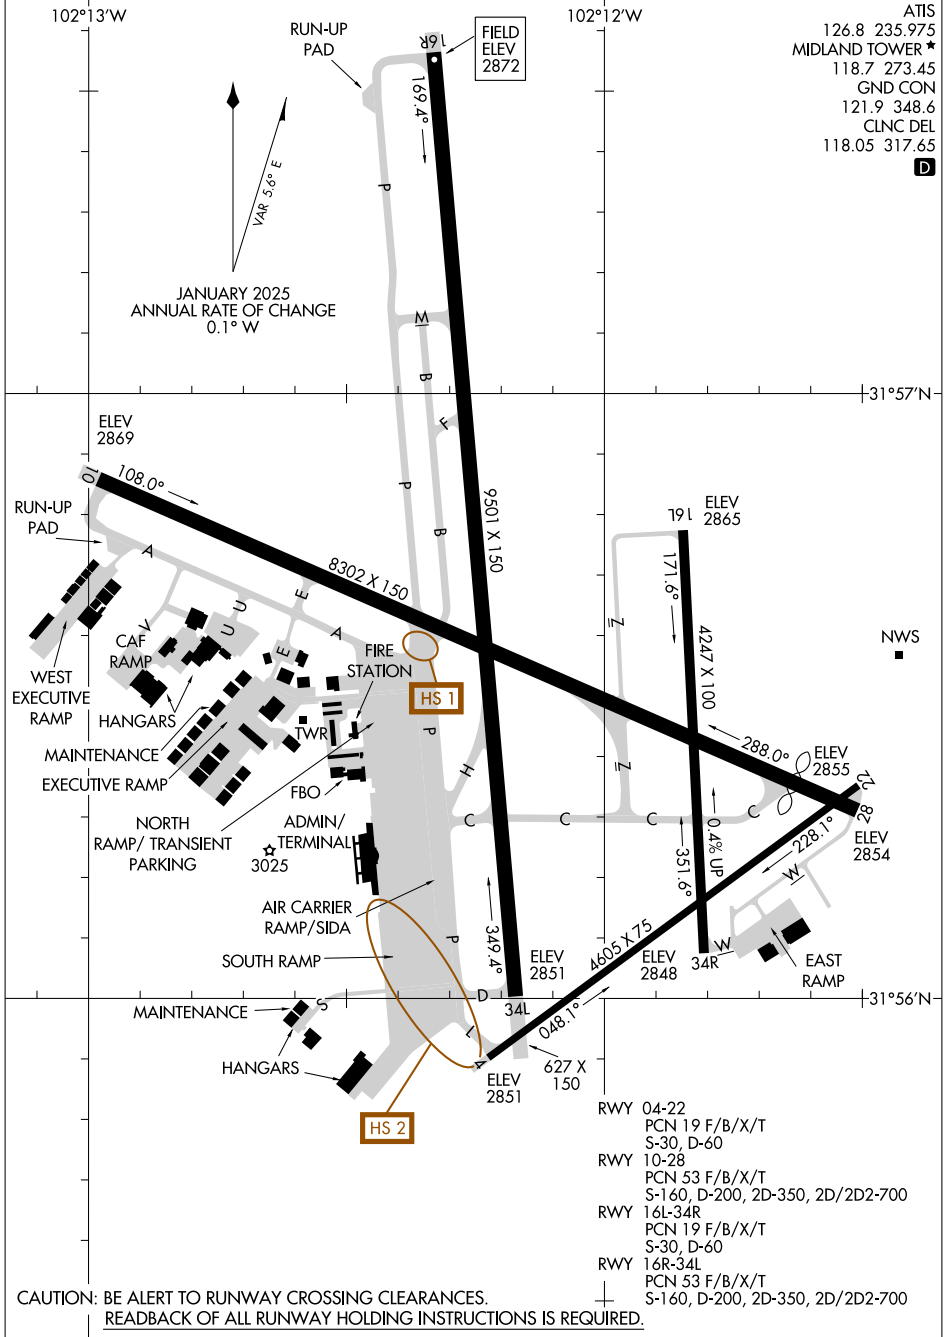 102°13'W
102°12'W
ATIS
126.8 235.975
MIDLAND TOWER ★
118.7 273.45
GND CON
121.9 348.6
CLNC DEL
118.05 317.65
D
RUN-UP
PAD
16R
FIELD
ELEV
2872
169.4°
P
VAR 5.6° E
JANUARY 2025
ANNUAL RATE OF CHANGE
0.1° W
M
B
F
31°57'N
ELEV
2869
10
108.0°
P
9501 X 150
B
RUN-UP
PAD
A
8302 X 150
ELEV
2865
16L
171.6°
4247 X 100
Z
NWS
V
U
U
E
E
A
CAF
RAMP
FIRE
STATION
WEST
EXECUTIVE
RAMP
HANGARS
HS 1
MAINTENANCE
TWR
P
EXECUTIVE RAMP
FBO
H
Z
288.0°
ELEV
2855
22
28
NORTH
RAMP/ TRANSIENT
PARKING
ADMIN/
TERMINAL
C
C
C
C
228.1°
ELEV
2854
3025
0.4% UP
351.6°
W
AIR CARRIER
RAMP/SIDA
P
349.4°
4605 X 75
SOUTH RAMP
ELEV
2851
ELEV
2848
34R
W
EAST
RAMP
S
D
34L
31°56'N
MAINTENANCE
048.1°
L
4
HANGARS
627 X
150
ELEV
2851
HS 2
RWY 04-22
PCN 19 F/B/X/T
S-30, D-60
RWY 10-28
PCN 53 F/B/X/T
S-160, D-200, 2D-350, 2D/2D2-700
RWY 16L-34R
PCN 19 F/B/X/T
S-30, D-60
RWY 16R-34L
PCN 53 F/B/X/T
S-160, D-200, 2D-350, 2D/2D2-700
CAUTION: BE ALERT TO RUNWAY CROSSING CLEARANCES.
READBACK OF ALL RUNWAY HOLDING INSTRUCTIONS IS REQUIRED.